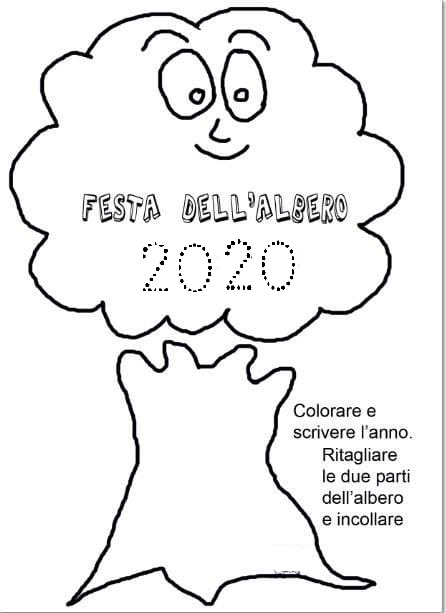 FESTA DELL'ALBERO
2020
Colorare e
scrivere l'anno.
Ritagliare
le due parti
dell'albero
e incollare